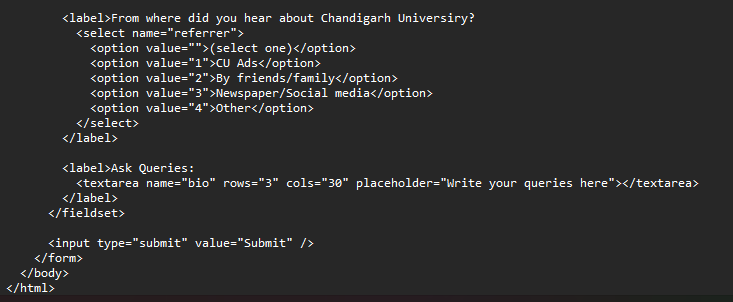 <label>From where did you hear about Chandigarh Universiry?
<select name="referrer">
<option value="">(select one)</option>
<option value="1">CU Ads</option>
<option value="2">By friends/family</option>
<option value="3">Newspaper/Social media</option>
<option value="4">Other</option>
</select>
</label>
<label>Ask Queries:
<textarea name="bio" rows="3" cols="30" placeholder="Write your queries here"></textarea>
</label>
</fieldset>
<input type="submit" value="Submit" />
</form>
</body>
</html>